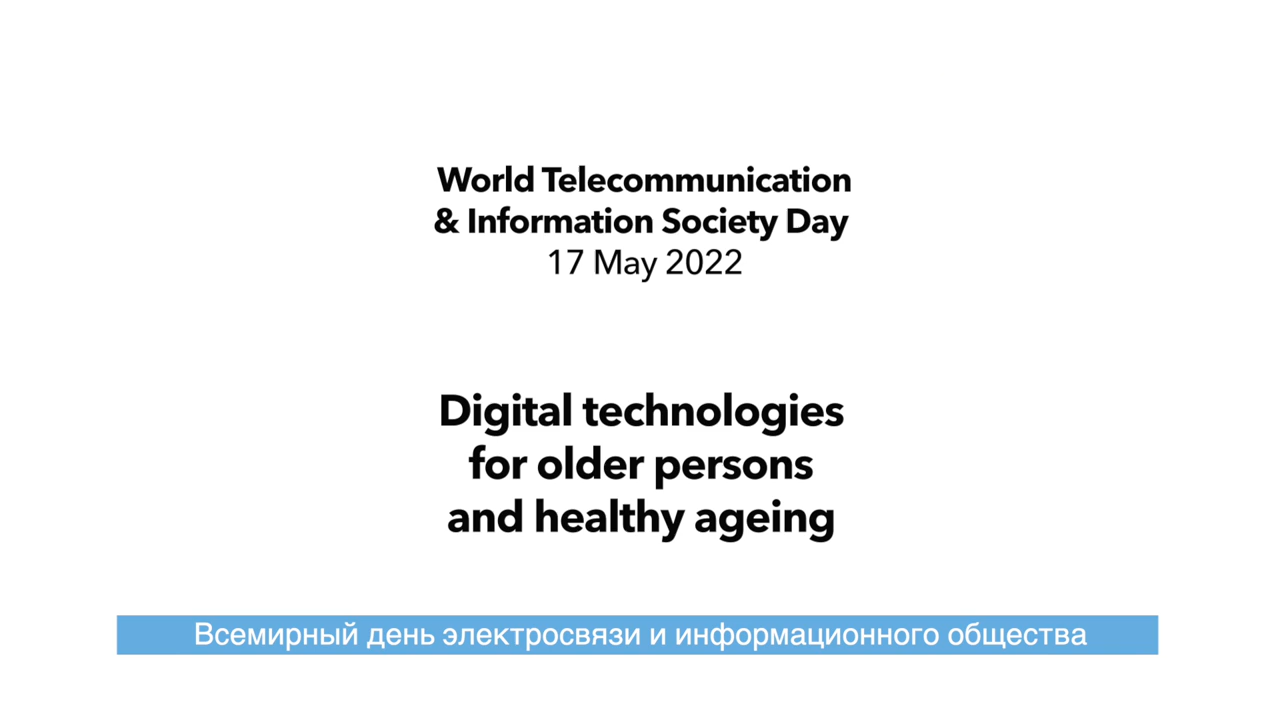 World Telecommunication
& Information Society Day
17 May 2022
Digital technologies
for older persons
and healthy ageing
Всемирный день электросвязи и информационного общества